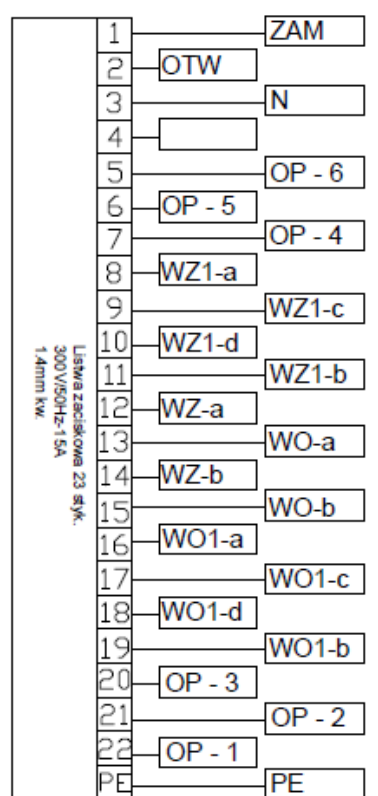 1 ZAM
2 OTW
3 N
4
5 OP - 6
6 OP - 5
7 OP - 4
8 WZ1-a
9 WZ1-c
10 WZ1-d
11 WZ1-b
12 WZ-a
13 WO-a
14 WZ-b
15 WO-b
16 WO1-a
17 WO1-c
18 WO1-d
19 WO1-b
20 OP - 3
21 OP - 2
22 OP - 1
PE PE
Listwa zaciskowa 23 styk.
300V/50Hz-15A
1.4mm kw.